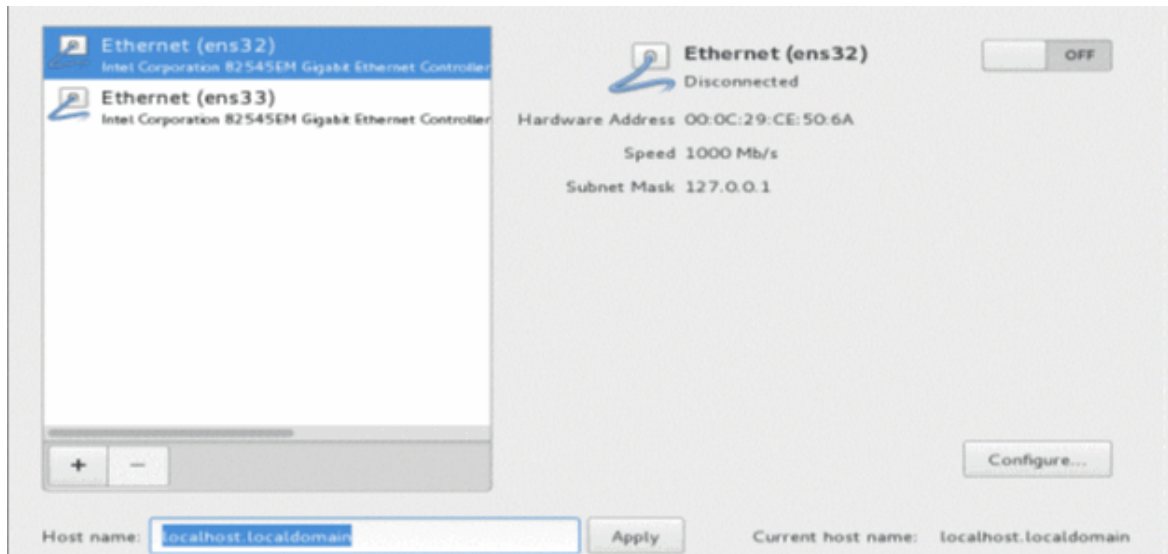 Ethernet (ens32)
Intel Corporation 82545EM Gigabit Ethernet Controller
Ethernet (ens33)
Intel Corporation 82545EM Gigabit Ethernet Controller
+
−
Ethernet (ens32)
Disconnected
OFF
Hardware Address 00:0C:29:CE:50:6A
Speed 1000 Mb/s
Subnet Mask 127.0.0.1
Configure...
Host name: localhost.localdomain Apply Current host name: localhost.localdomain